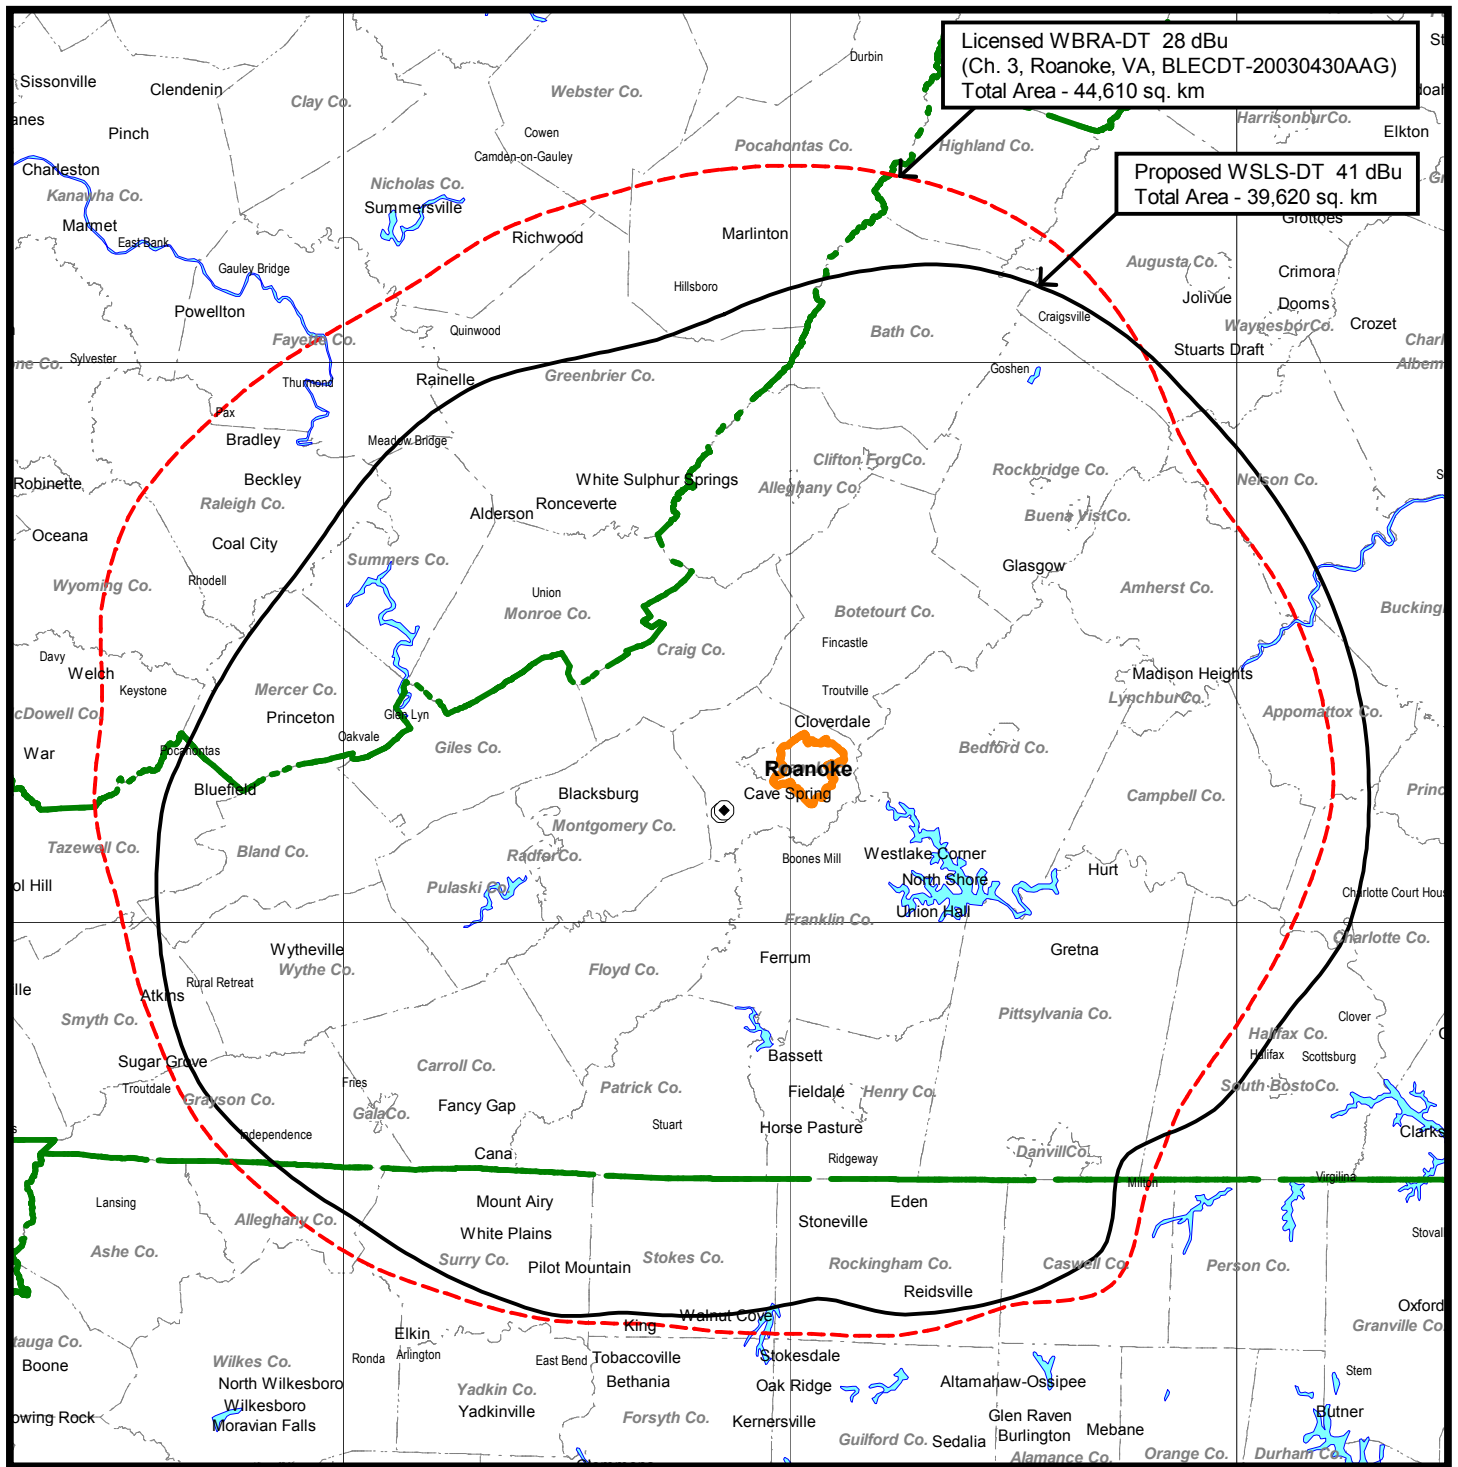 Licensed WBRA-DT 28 dBu
(Ch. 3, Roanoke, VA, BLECDT-20030430AAG)
Total Area - 44,610 sq. km
Proposed WSLS-DT 41 dBu
Total Area - 39,620 sq. km
Durbin
Sissonville
Clendenin
Clay Co.
Webster Co.
HarrisonburCo.
Pinch
Cowen
Elkton
Camden-on-Gauley
Pocahontas Co.
Highland Co.
Charleston
Kanawha Co.
Nicholas Co.
Summersville
Grottoes
Marmet
East Bank
Richwood
Marlinton
Gauley Bridge
Augusta Co.
Crimora
Hillsboro
Jolivue
Dooms
Powellton
Craigsville
WaynesborCo.
Crozet
Quinwood
Bath Co.
Fayette Co.
Stuarts Draft
Sylvester
Goshen
Rainelle
Greenbrier Co.
Thurmond
Pax
Bradley
Meadow Bridge
Clifton ForgCo.
Rockbridge Co.
Beckley
White Sulphur Springs
Alleghany Co.
Nelson Co.
Robinette
Raleigh Co.
Ronceverte
Alderson
Buena VistCo.
Oceana
Coal City
Summers Co.
Glasgow
Wyoming Co.
Rhodell
Union
Amherst Co.
Monroe Co.
Botetourt Co.
Fincastle
Craig Co.
Davy
Welch
Keystone
Mercer Co.
Troutville
Madison Heights
LynchburCo.
Princeton
Glen Lyn
Appomattox Co.
Cloverdale
Oakvale
Giles Co.
Bedford Co.
War
Pocahontas
Roanoke
Bluefield
Blacksburg
Cave Spring
Campbell Co.
Montgomery Co.
Tazewell Co.
Bland Co.
RadforCo.
Boones Mill
Westlake Corner
Hurt
Pulaski Co.
North Shore
Union Hall
Franklin Co.
Charlotte Co.
Wytheville
Ferrum
Gretna
Wythe Co.
Floyd Co.
Rural Retreat
Atkins
Smyth Co.
Pittsylvania Co.
Clover
Halifax Co.
Sugar Grove
Carroll Co.
Bassett
Halifax
Scottsburg
Troutdale
Fries
Patrick Co.
Fieldale
Henry Co.
South BostoCo.
Grayson Co.
GalaCo.
Fancy Gap
Independence
Stuart
Horse Pasture
Cana
Ridgeway
DanvillCo.
Milton
Virgilina
Lansing
Mount Airy
Eden
Alleghany Co.
Stoneville
White Plains
Ashe Co.
Surry Co.
Stokes Co.
Rockingham Co.
Caswell Co.
Person Co.
Pilot Mountain
Reidsville
Walnut Cove
King
Oxford
Granville Co.
Elkin
Arlington
Ronda
East Bend
Tobaccoville
Stokesdale
Boone
Wilkes Co.
Stem
North Wilkesboro
Yadkin Co.
Bethania
Oak Ridge
Altamahaw-Ossipee
Wilkesboro
Yadkinville
Moravian Falls
Forsyth Co.
Kernersville
Glen Raven
Burlington
Mebane
Butner
Guilford Co.
Sedalia
Alamance Co.
Orange Co.
Durham Co.